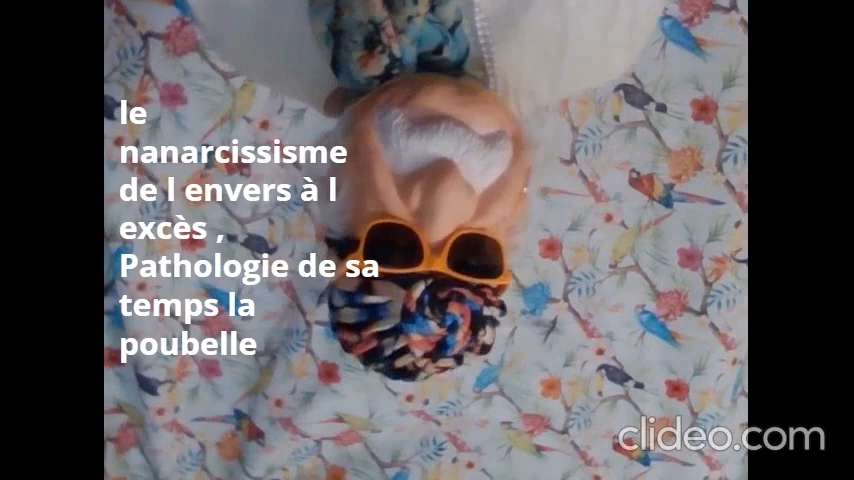 le
nanarcissisme
de l envers à l
excès ,
Pathologie de sa
temps la
poubelle
clideo.com